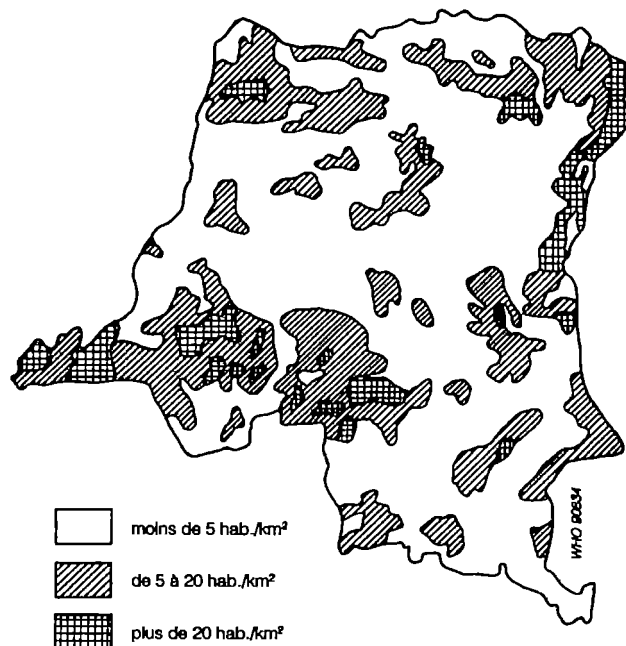 moins de 5 hab./km²
de 5 à 20 hab./km²
plus de 20 hab./km²
WHO 90834